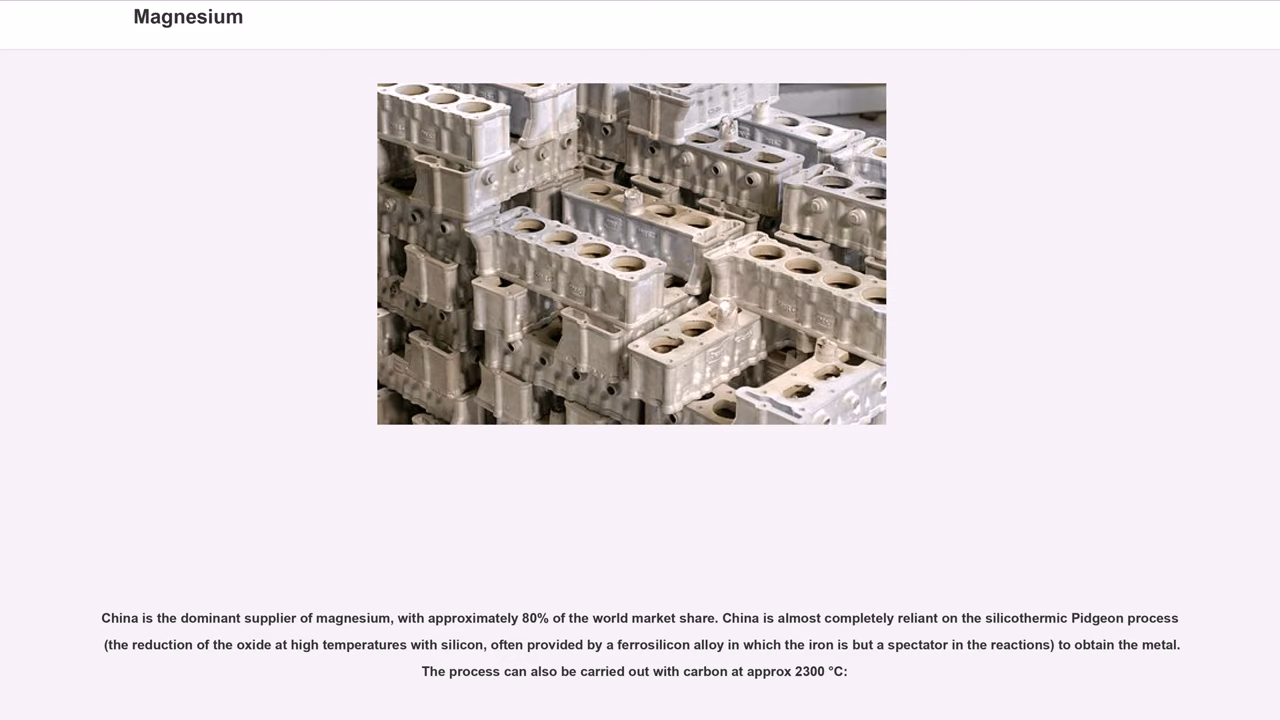 Magnesium
China is the dominant supplier of magnesium, with approximately 80% of the world market share. China is almost completely reliant on the silicothermic Pidgeon process
(the reduction of the oxide at high temperatures with silicon, often provided by a ferrosilicon alloy in which the iron is but a spectator in the reactions) to obtain the metal.
The process can also be carried out with carbon at approx 2300 °C: